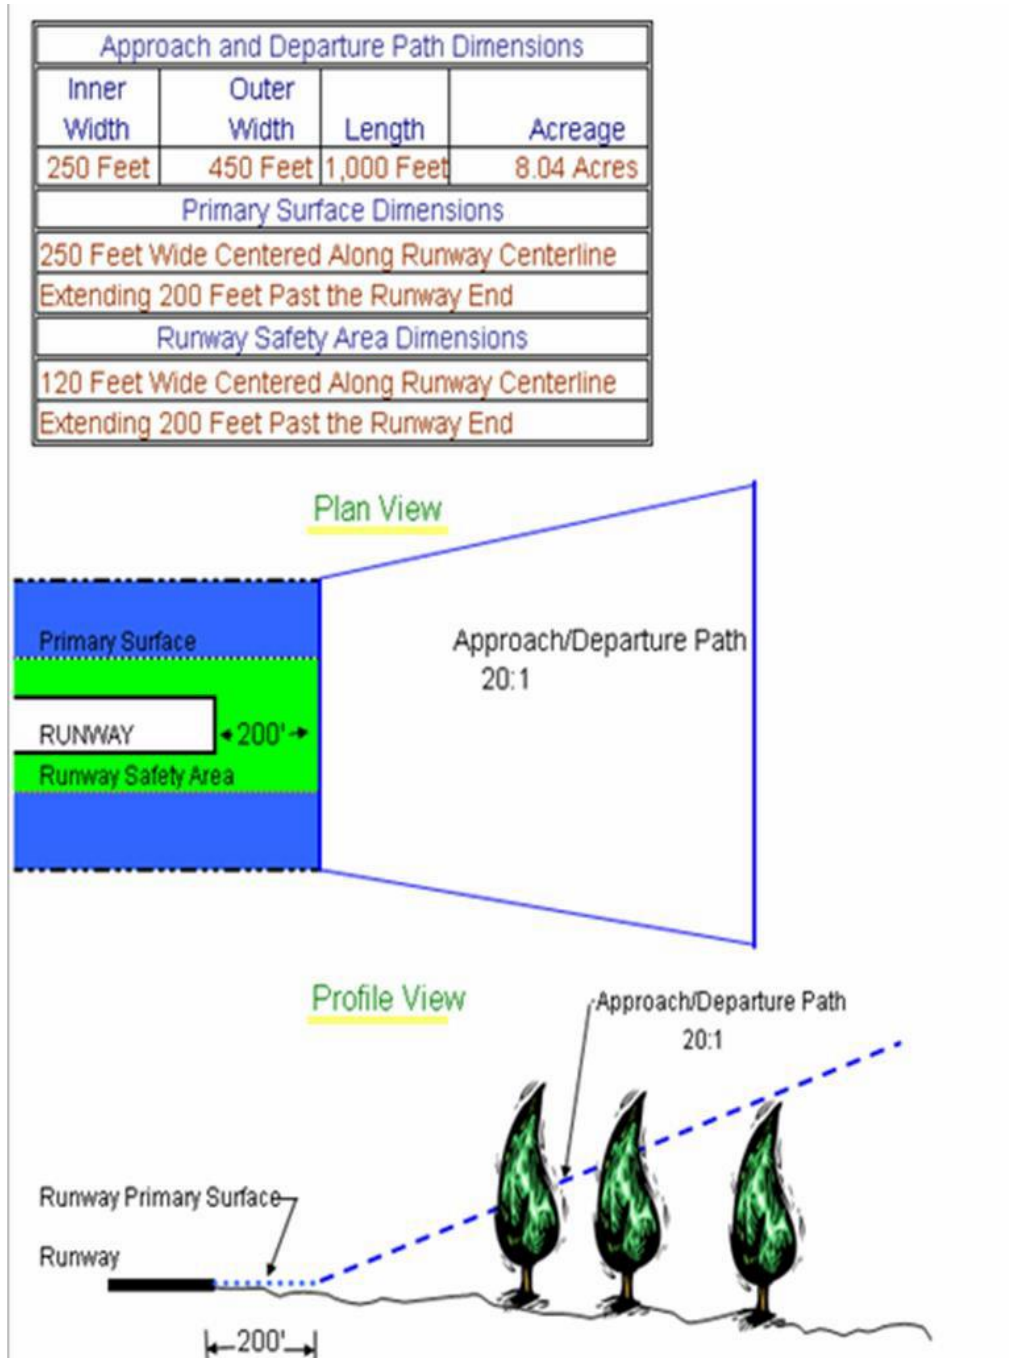 Approach and Departure Path Dimensions
Inner Width Outer Width Length Acreage
250 Feet 450 Feet 1,000 Feet 8.04 Acres
Primary Surface Dimensions
250 Feet Wide Centered Along Runway Centerline
Extending 200 Feet Past the Runway End
Runway Safety Area Dimensions
120 Feet Wide Centered Along Runway Centerline
Extending 200 Feet Past the Runway End
Plan View
Primary Surface
Approach/Departure Path
20:1
RUNWAY
200'
Runway Safety Area
Profile View
Approach/Departure Path
20:1
Runway Primary Surface
Runway
200'